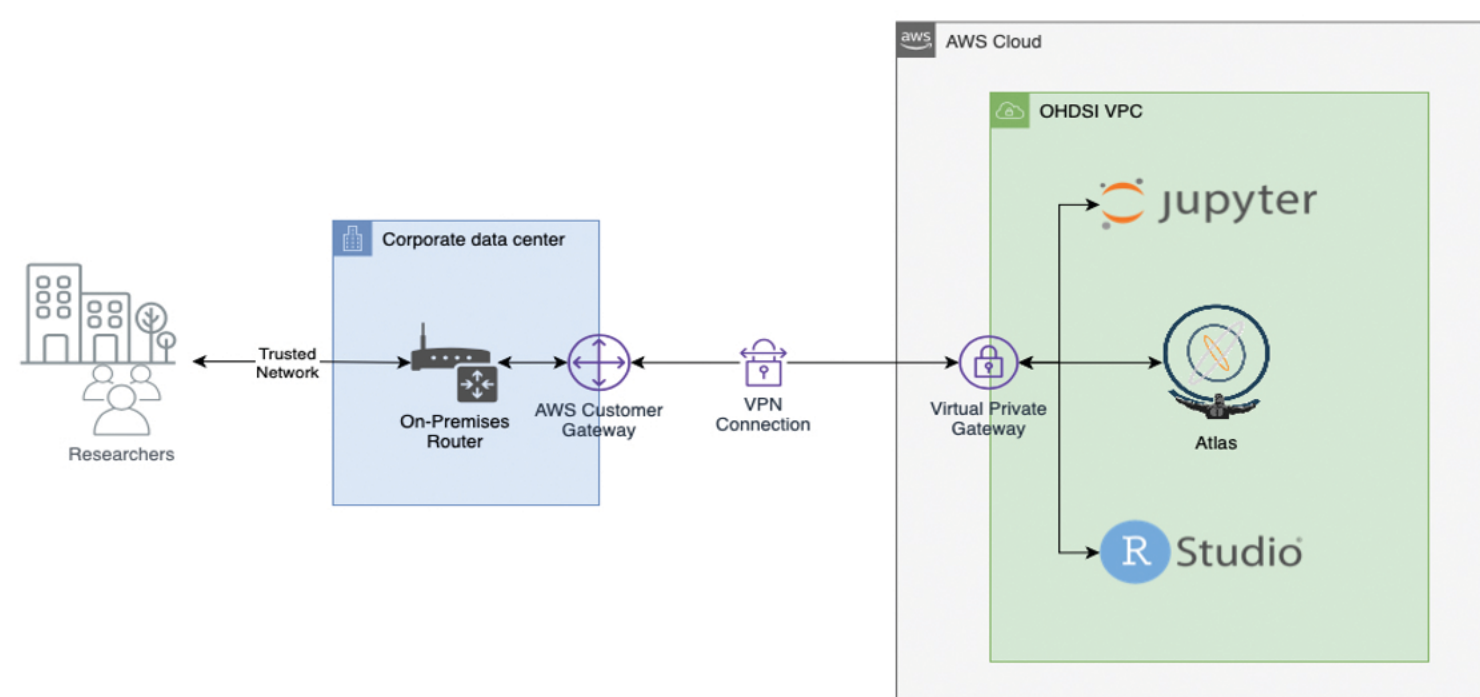 aws
AWS Cloud
OHDSI VPC
jupyter
Corporate data center
Trusted
Network
On-Premises
Router
AWS Customer
Gateway
VPN
Connection
Virtual Private
Gateway
Atlas
Researchers
R Studio